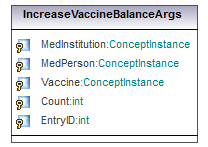 IncreaseVaccineBalanceArgs
MedInstitution:ConceptInstance
MedPerson:ConceptInstance
Vaccine:ConceptInstance
Count:int
EntryID:int